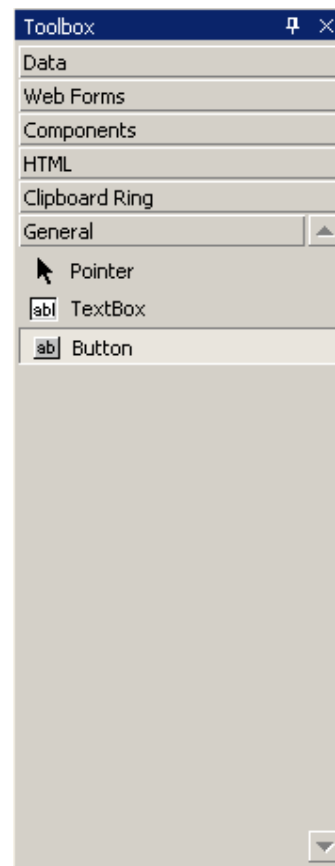 Toolbox
Data
Web Forms
Components
HTML
Clipboard Ring
General
Pointer
abl TextBox
ab Button